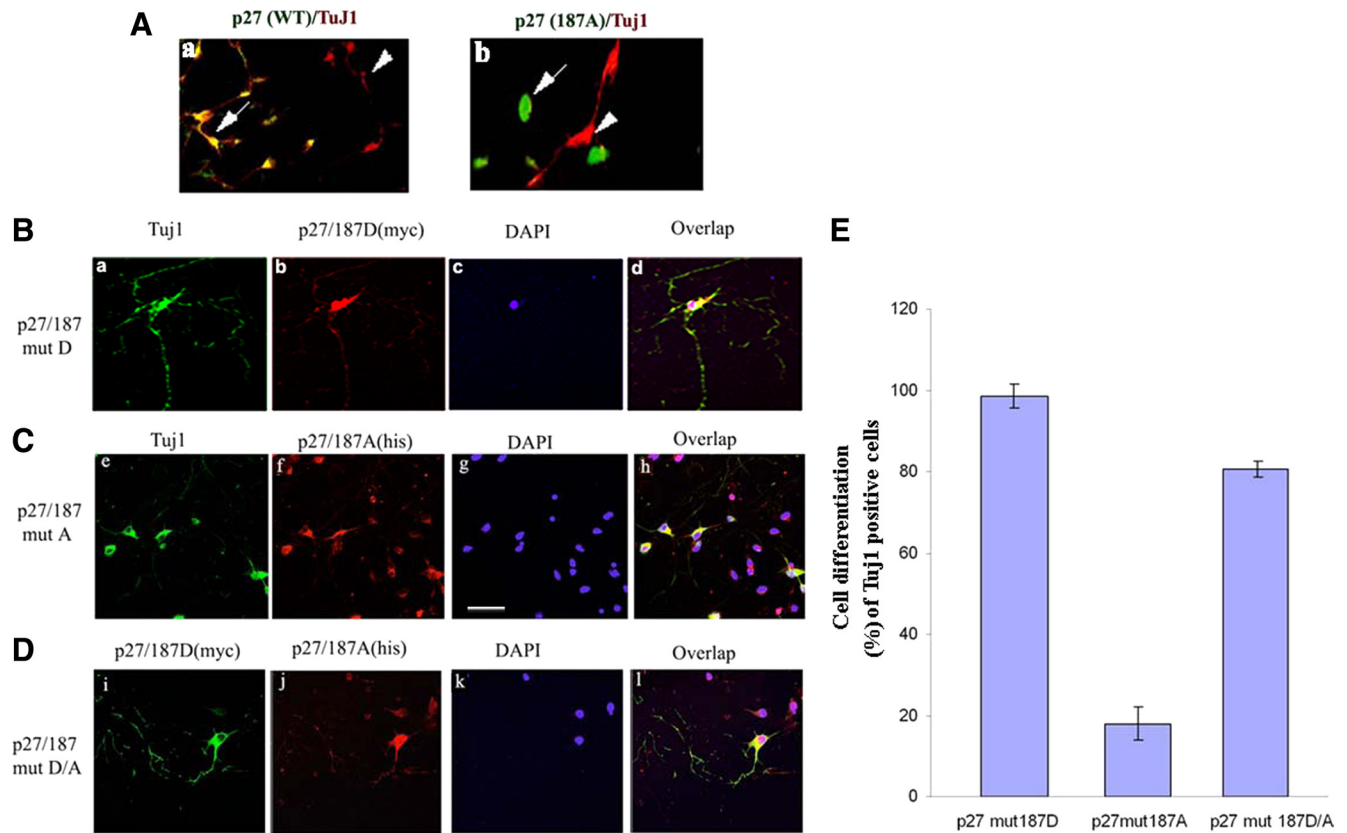 A
p27 (WT)/TuJ1
p27 (187A)/Tuj1
a
b
B
Tuj1
p27/187D(myc)
DAPI
Overlap
p27/187
mut D
a
b
c
d
C
Tuj1
p27/187A(his)
DAPI
Overlap
p27/187
mut A
e
f
g
h
D
p27/187D(myc)
p27/187A(his)
DAPI
Overlap
p27/187
mut D/A
i
j
k
l
E
Cell differentiation
(%) of Tuj1 positive cells
120
100
80
60
40
20
0
p27 mut187D
p27mut187A
p27 mut 187D/A